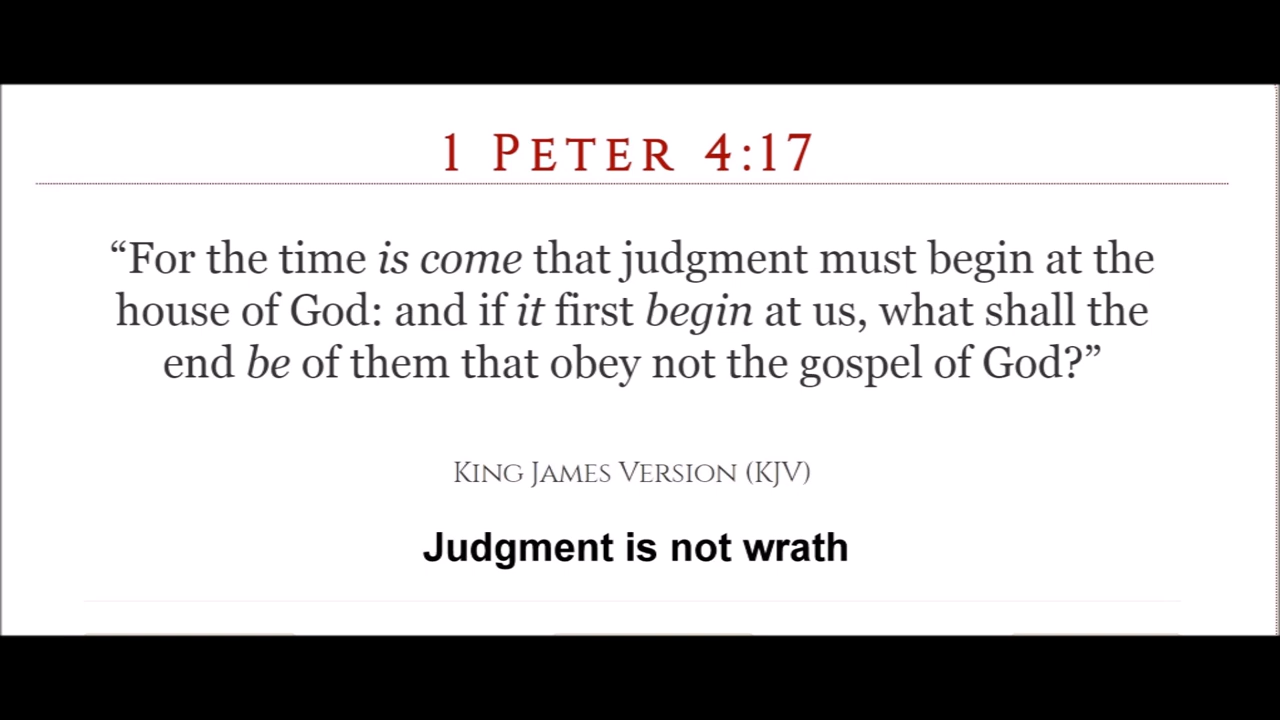 1 PETER 4:17
“For the time is come that judgment must begin at the
house of God: and if it first begin at us, what shall the
end be of them that obey not the gospel of God?”
KING JAMES VERSION (KJV)
Judgment is not wrath